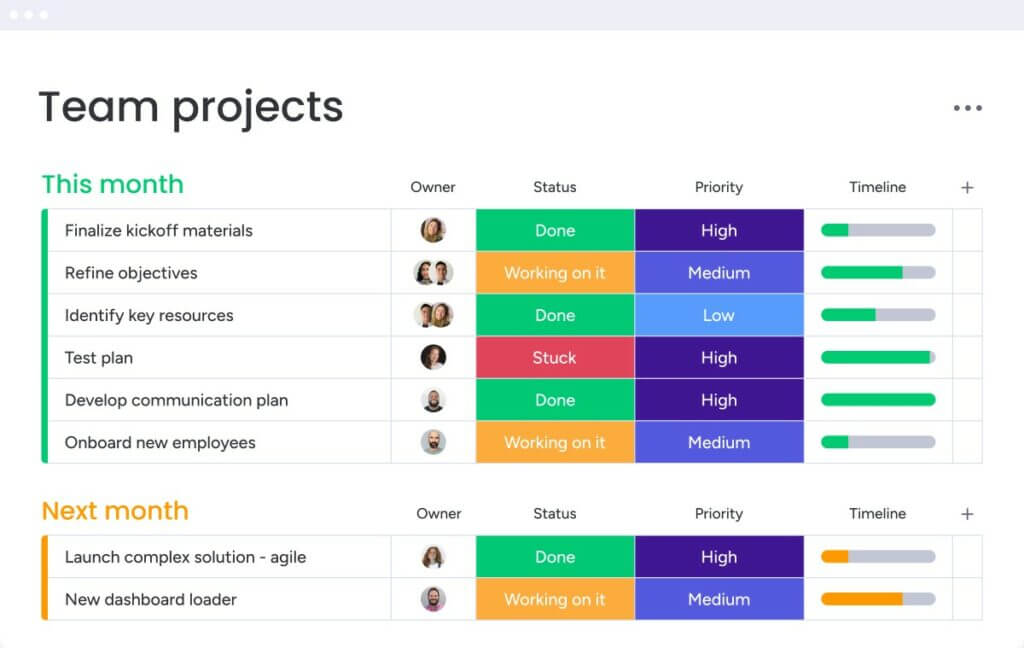 Team projects
This month Owner Status Priority Timeline +
Finalize kickoff materials Done High
Refine objectives Working on it Medium
Identify key resources Done Low
Test plan Stuck High
Develop communication plan Done High
Onboard new employees Working on it Medium
Next month Owner Status Priority Timeline +
Launch complex solution - agile Done High
New dashboard loader Working on it Medium